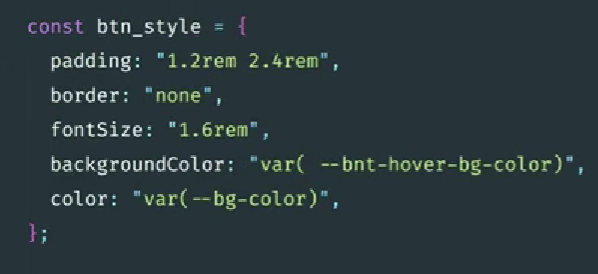 const btn_style = {
padding: "1.2rem 2.4rem",
border: "none",
fontSize: "1.6rem",
backgroundColor: "var( --bnt-hover-bg-color)",
color: "var(--bg-color)",
};